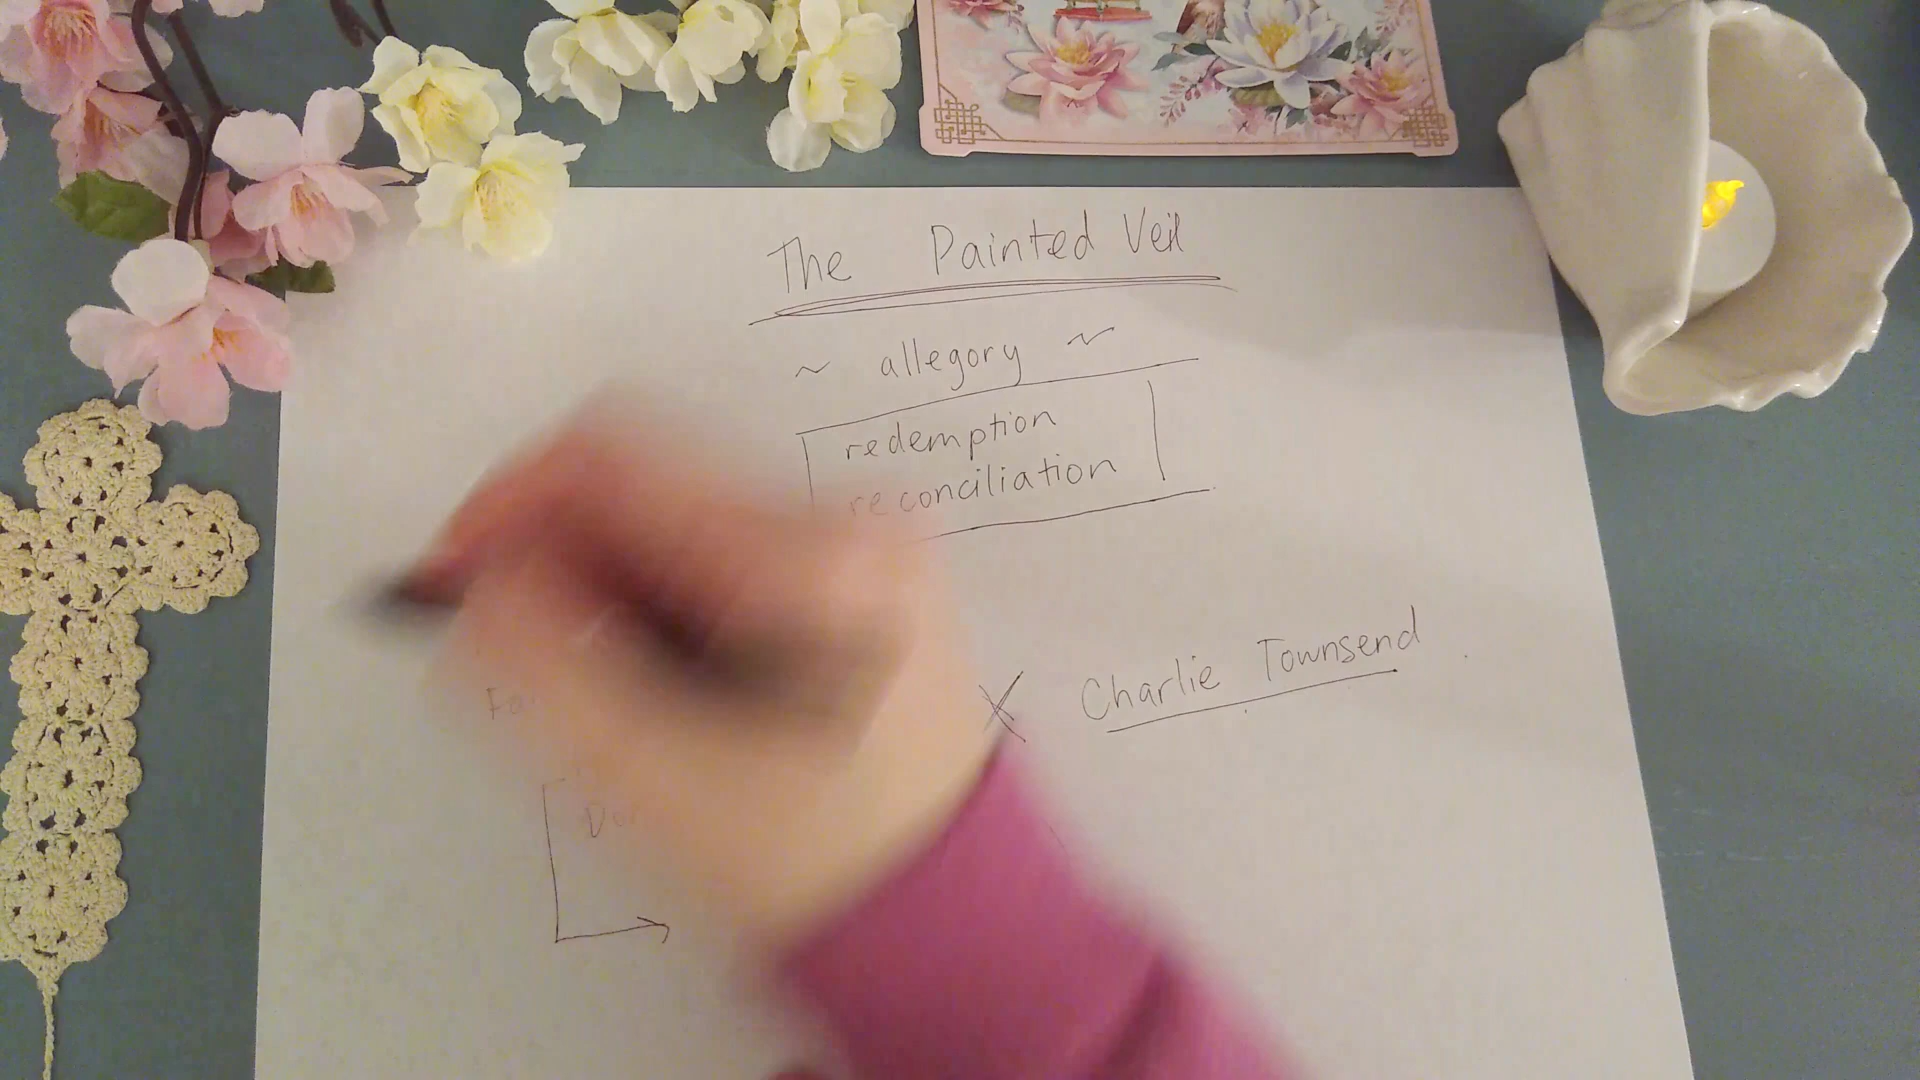 The Painted Veil
~ allegory ~
redemption
reconciliation
X Charlie Townsend